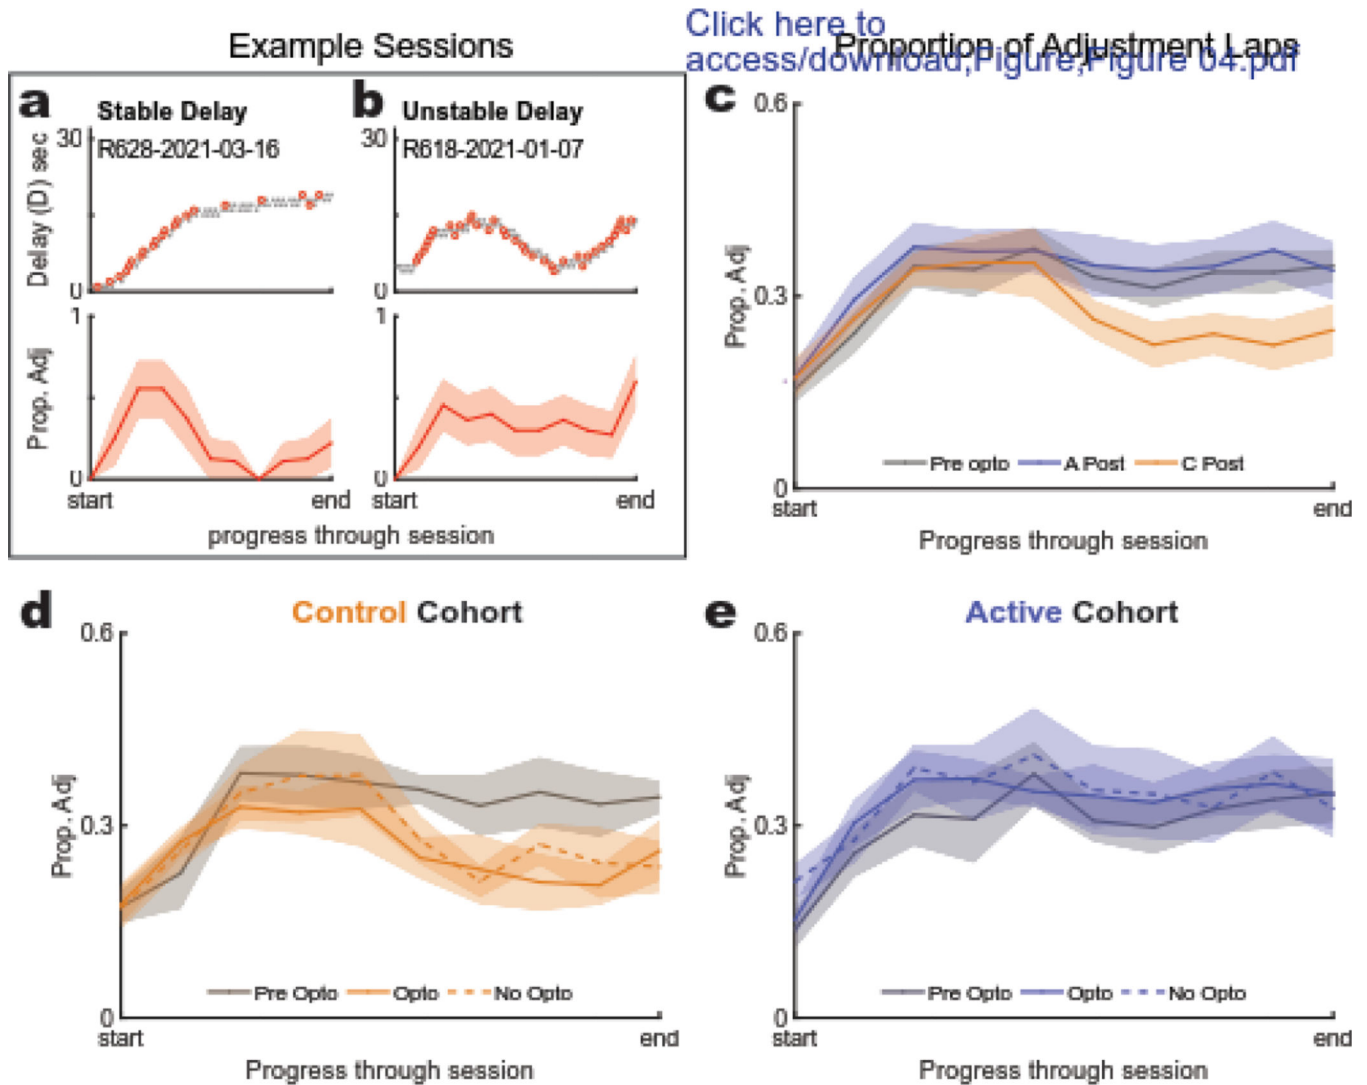 Click here to
access/download;Figure;Figure 04.pdf
Example Sessions
Proportion of Adjustment Laps
a
Stable Delay
R628-2021-03-16
30
0
Delay (D) sec
b
Unstable Delay
R618-2021-01-07
30
0
1
0
Prop. Adj
start
end
1
0
start
end
progress through session
c
0.6
0.3
0
Prop. Adj
Pre opto
A Post
C Post
start
end
Progress through session
d
Control Cohort
0.6
0.3
0
Prop. Adj
Pre Opto
Opto
No Opto
start
end
Progress through session
e
Active Cohort
0.6
0.3
0
Prop. Adj
Pre Opto
Opto
No Opto
start
end
Progress through session